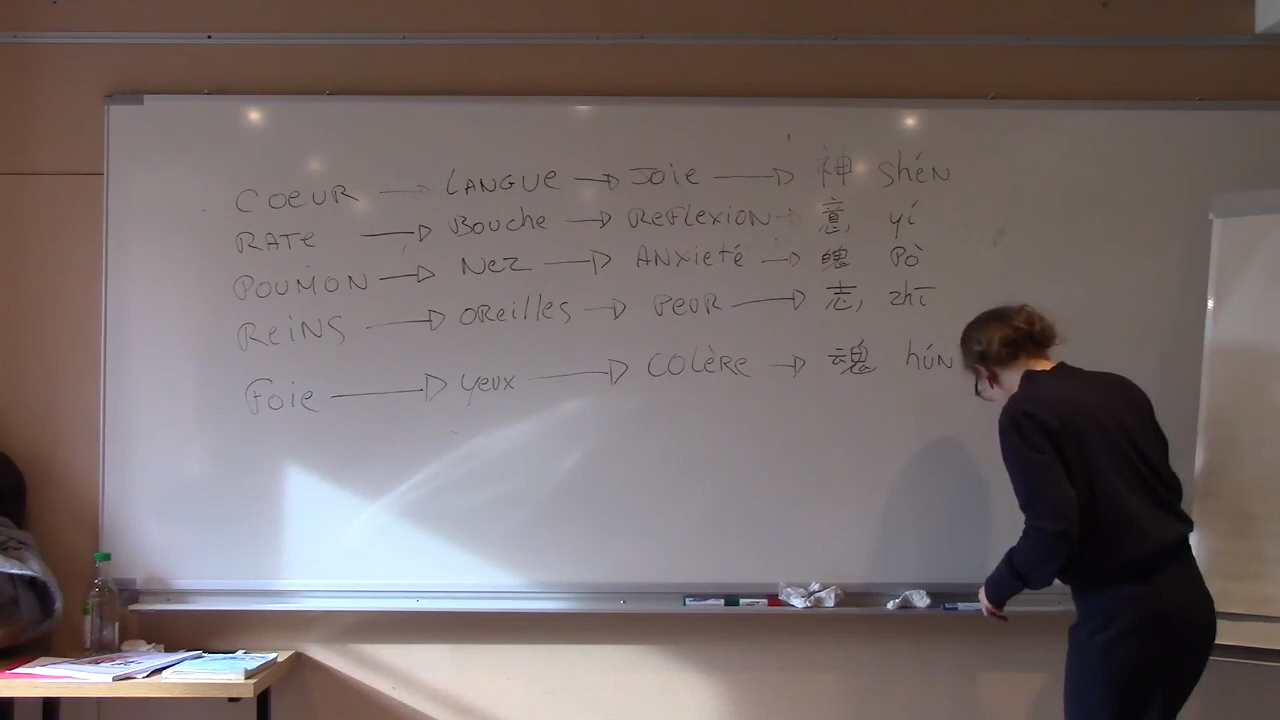 COEUR → LANGUE → JOIE → 神 shén
RATE → BOUCHE → REFLEXION → 意, yí
POUMON → NEZ → ANXIETÉ → 魄 Pò
REINS → OREILLES → PEUR → 志, zhī
FOIE → YEUX → COLÈRE → 魂 hún